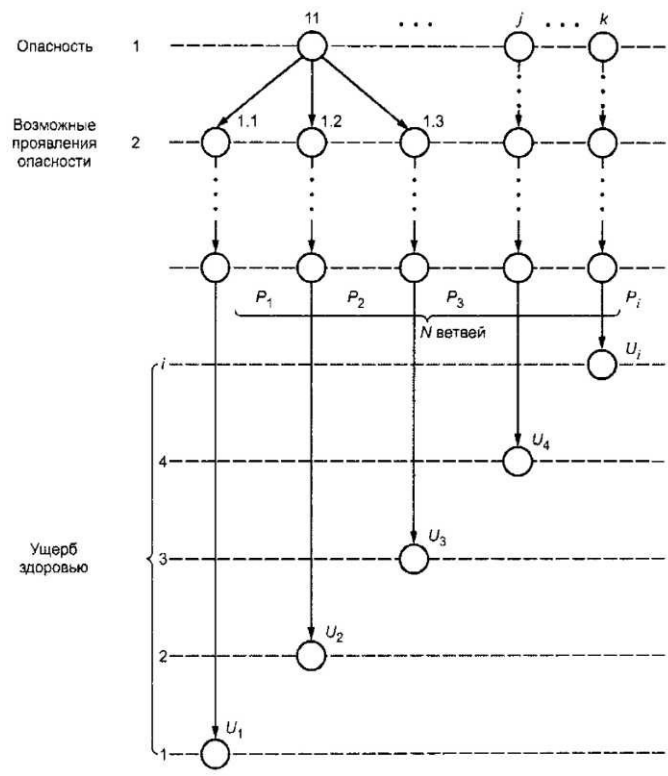 11 . . . j . . . k
Опасность 1
1.1 1.2 1.3
Возможные
проявления
опасности
2
P1 P2 P3 Pi
N ветвей
i Ui
4 U4
3 U3
Ущерб
здоровью
2 U2
1 U1